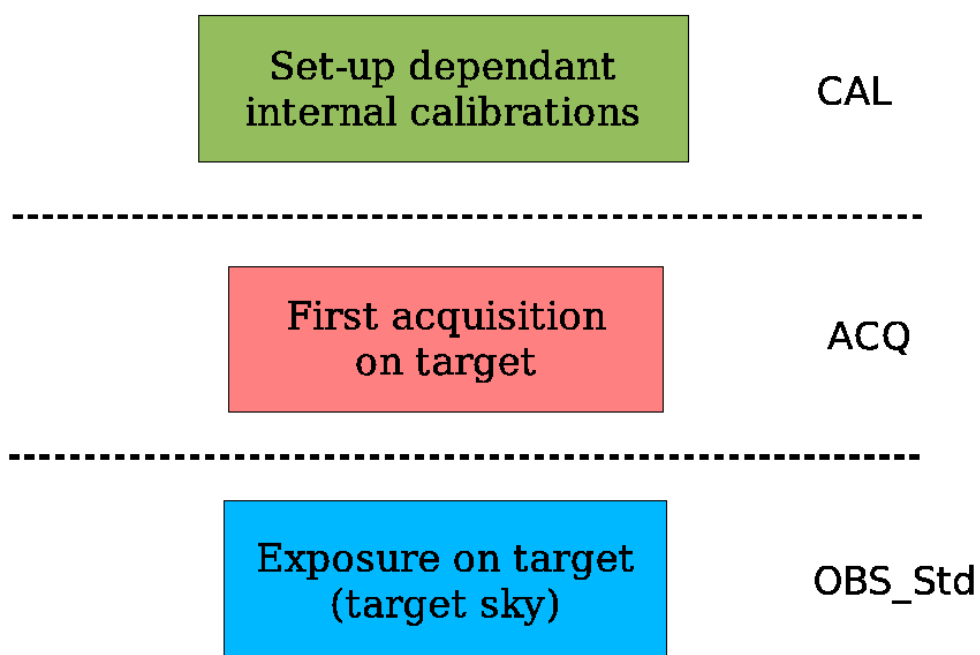 Set-up dependant
internal calibrations
CAL
First acquisition
on target
ACQ
Exposure on target
(target sky)
OBS_Std